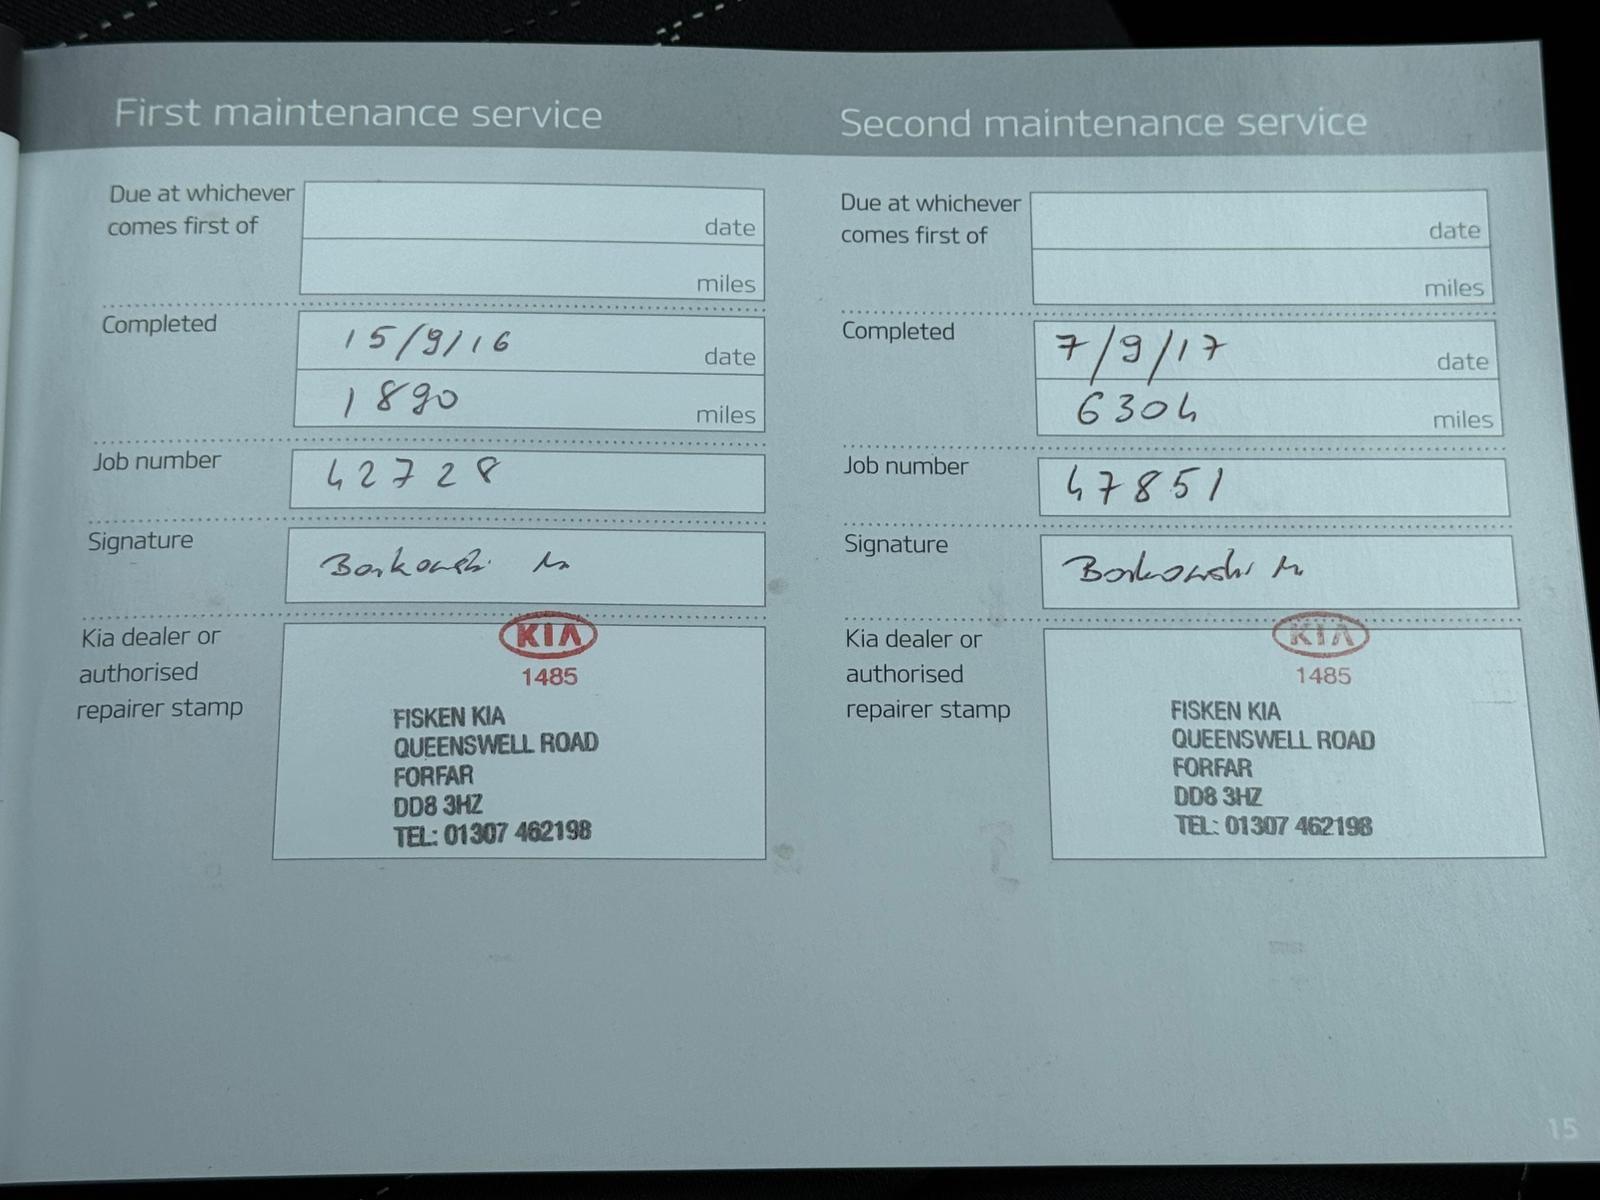 First maintenance service
Due at whichever
comes first of
date
miles
Completed
15/9/16 date
1890 miles
Job number
42728
Signature
Borkowski M
Kia dealer or
authorised
repairer stamp
KIA
1485
FISKEN KIA
QUEENSWELL ROAD
FORFAR
DD8 3HZ
TEL: 01307 462198
Second maintenance service
Due at whichever
comes first of
date
miles
Completed
7/9/17 date
6304 miles
Job number
47851
Signature
Borkowski M
Kia dealer or
authorised
repairer stamp
KIA
1485
FISKEN KIA
QUEENSWELL ROAD
FORFAR
DD8 3HZ
TEL: 01307 462198
15